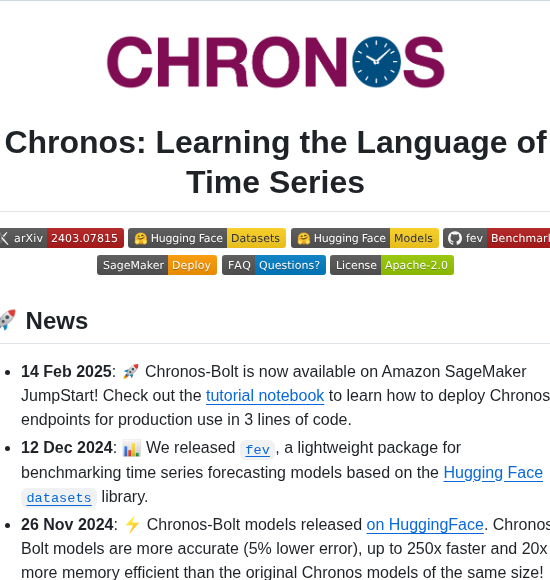 CHRONOS
Chronos: Learning the Language of
Time Series
arXiv 2403.07815 Hugging Face Datasets Hugging Face Models fev
SageMaker Deploy FAQ Questions? License Apache-2.0
News
14 Feb 2025: 🚀 Chronos-Bolt is now available on Amazon SageMaker
JumpStart! Check out the tutorial notebook to learn how to deploy Chronos
endpoints for production use in 3 lines of code.
12 Dec 2024: 📊 We released fev, a lightweight package for
benchmarking time series forecasting models based on the Hugging Face
datasets library.
26 Nov 2024: ⚡ Chronos-Bolt models released on HuggingFace. Chronos
Bolt models are more accurate (5% lower error), up to 250x faster and 20x
more memory efficient than the original Chronos models of the same size!